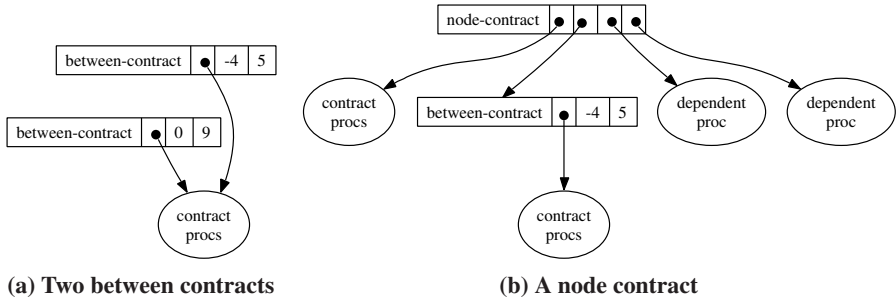 between-contract -4 5
between-contract 0 9
contract
procs
(a) Two between contracts
node-contract
contract
procs
between-contract -4 5
dependent
proc
dependent
proc
contract
procs
(b) A node contract